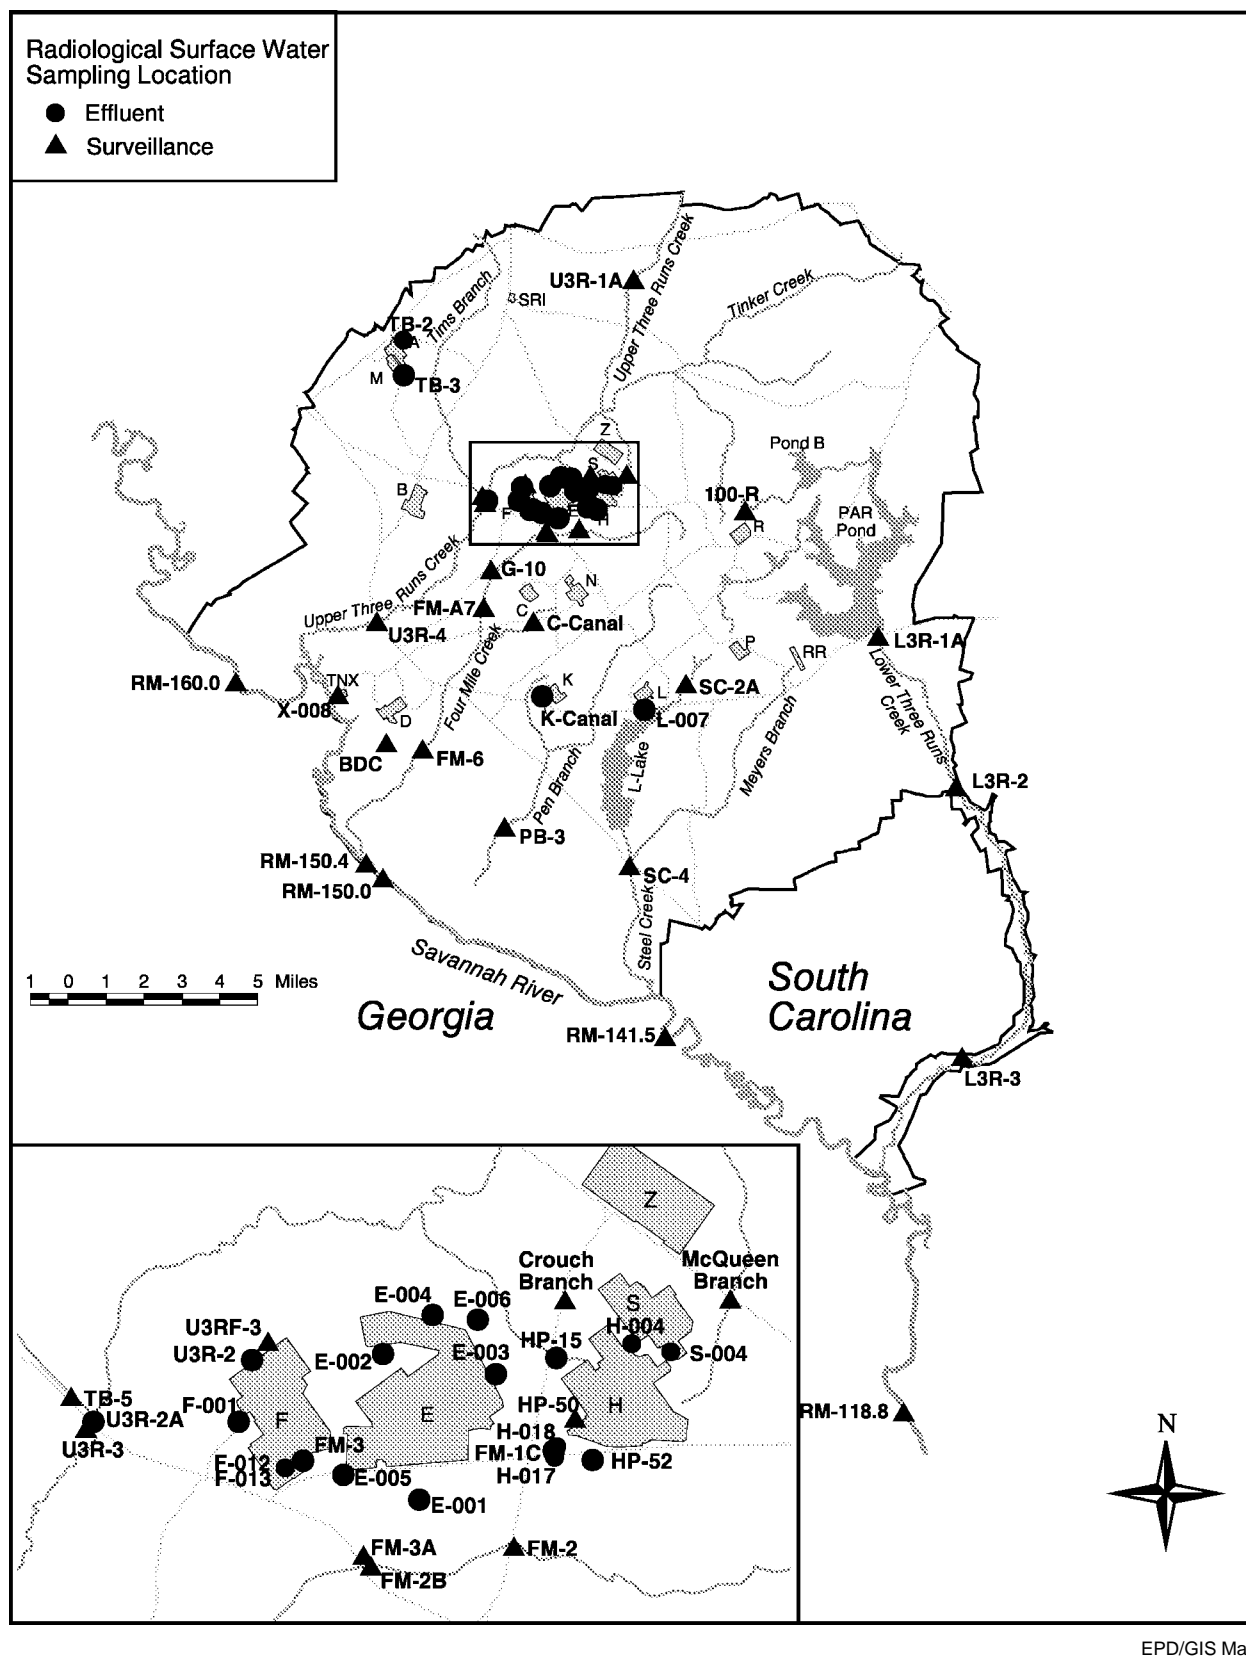 Radiological Surface Water
Sampling Location
Effluent
Surveillance
U3R-1A
Upper Three Runs Creek
Tinker Creek
Tims Branch
SRI
TB-2
A
M
TB-3
Z
S
Pond B
B
F
E
H
100-R
R
PAR
Pond
Upper Three Runs Creek
G-10
N
FM-A7
C
C-Canal
U3R-4
P
RR
L3R-1A
RM-160.0
TNX
X-008
D
Four Mile Creek
K
K-Canal
L
L-007
SC-2A
Lower Three Runs
Creek
BDC
FM-6
Pen Branch
L-Lake
Meyers Branch
L3R-2
PB-3
RM-150.4
RM-150.0
SC-4
Steel Creek
Savannah River
1 0 1 2 3 4 5 Miles
Georgia
South
Carolina
RM-141.5
L3R-3
Z
Crouch
Branch
McQueen
Branch
E-004
E-006
S
H-004
U3RF-3
U3R-2
E-002
E-003
HP-15
S-004
TB-5
U3R-2A
U3R-3
F-001
F
E
HP-50
H
H-018
FM-1C
H-017
HP-52
FM-3
F-012
F-013
E-005
E-001
FM-3A
FM-2B
FM-2
RM-118.8
N
EPD/GIS Ma